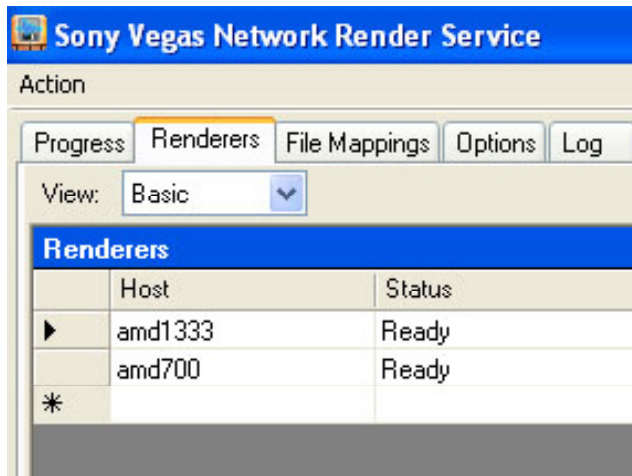 Sony Vegas Network Render Service
Action
Progress Renderers File Mappings Options Log
View: Basic
Renderers
Host Status
amd1333 Ready
amd700 Ready